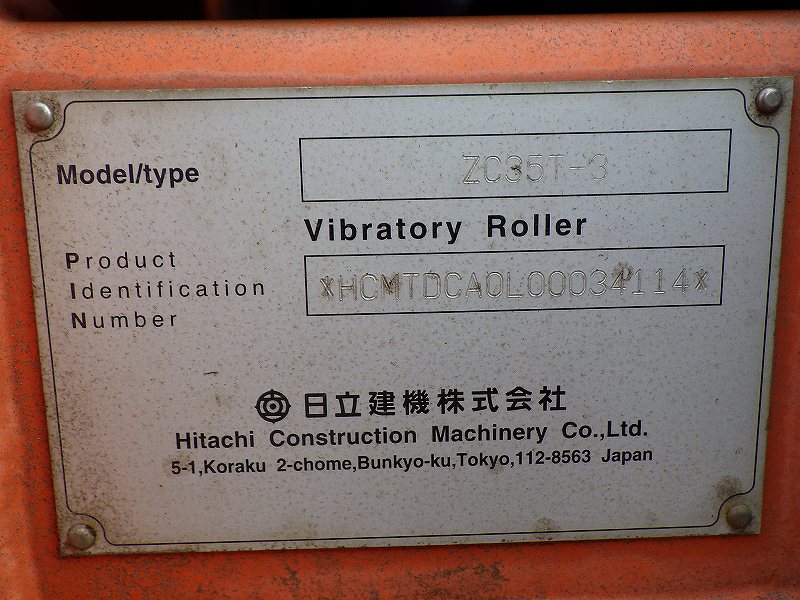 Model/type ZC35T-3
Vibratory Roller
Product
Identification
Number
*HCMTDCA0L00034114*
日立建機株式会社
Hitachi Construction Machinery Co.,Ltd.
5-1,Koraku 2-chome,Bunkyo-ku,Tokyo,112-8563 Japan